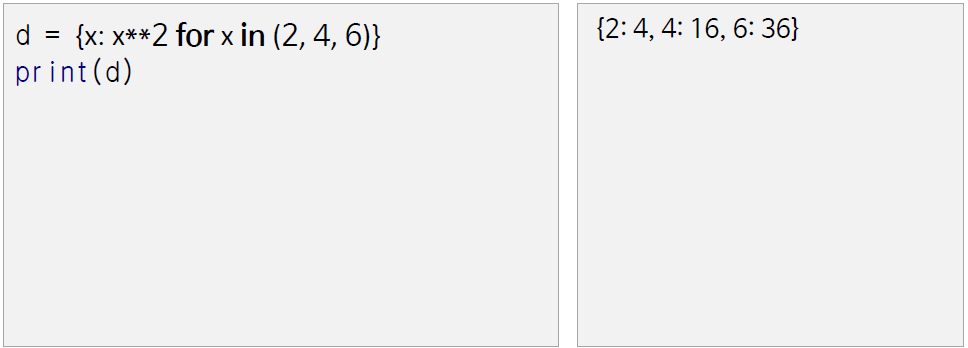 d = {x: x**2 for x in (2, 4, 6)}
print(d)
{2: 4, 4: 16, 6: 36}